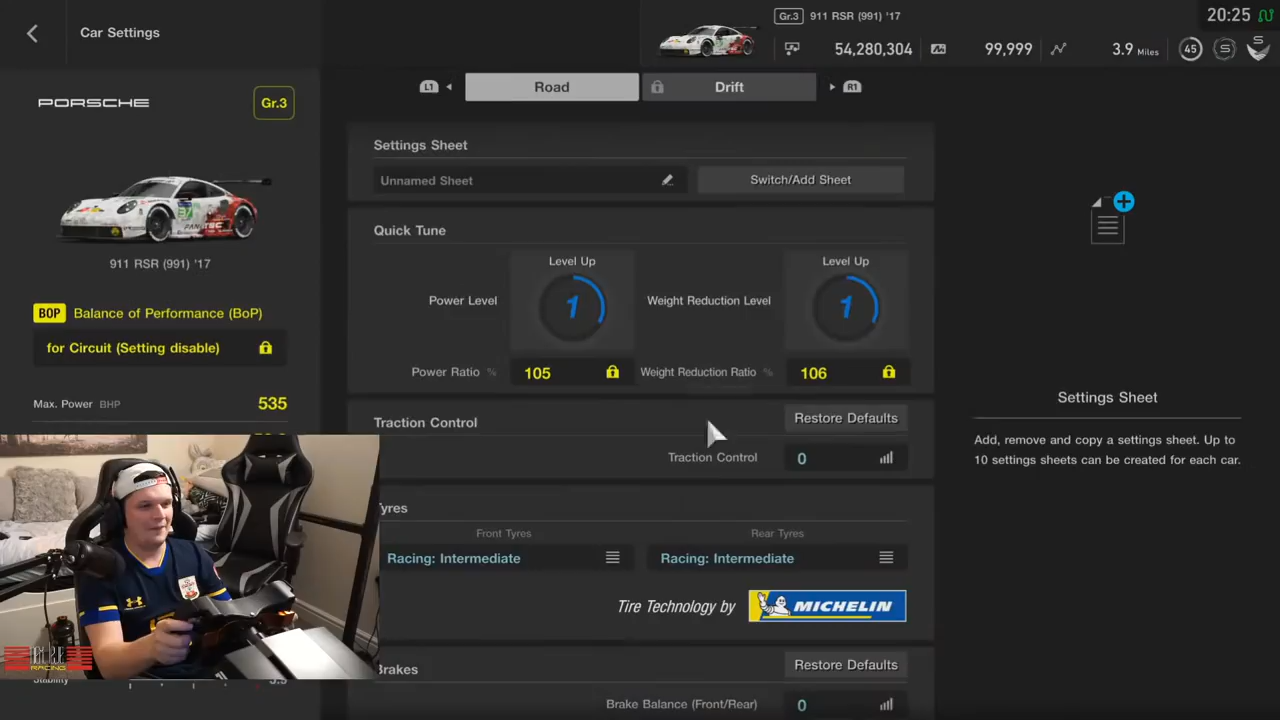 Car Settings
Gr.3 911 RSR (991) '17
20:25
54,280,304 99,999 3.9 Miles 45 S S
PORSCHE
Gr.3
911 RSR (991) '17
BOP Balance of Performance (BoP)
for Circuit (Setting disable)
Max. Power BHP 535
Stability
L1 Road Drift R1
Settings Sheet
Unnamed Sheet Switch/Add Sheet
Quick Tune
Level Up Level Up
Power Level 1 Weight Reduction Level 1
Power Ratio % 105 Weight Reduction Ratio % 106
Traction Control Restore Defaults
Traction Control 0
Tyres
Front Tyres Rear Tyres
Racing: Intermediate Racing: Intermediate
Tire Technology by MICHELIN
Brakes Restore Defaults
Brake Balance (Front/Rear) 0
Settings Sheet
Add, remove and copy a settings sheet. Up to
10 settings sheets can be created for each car.
RACING